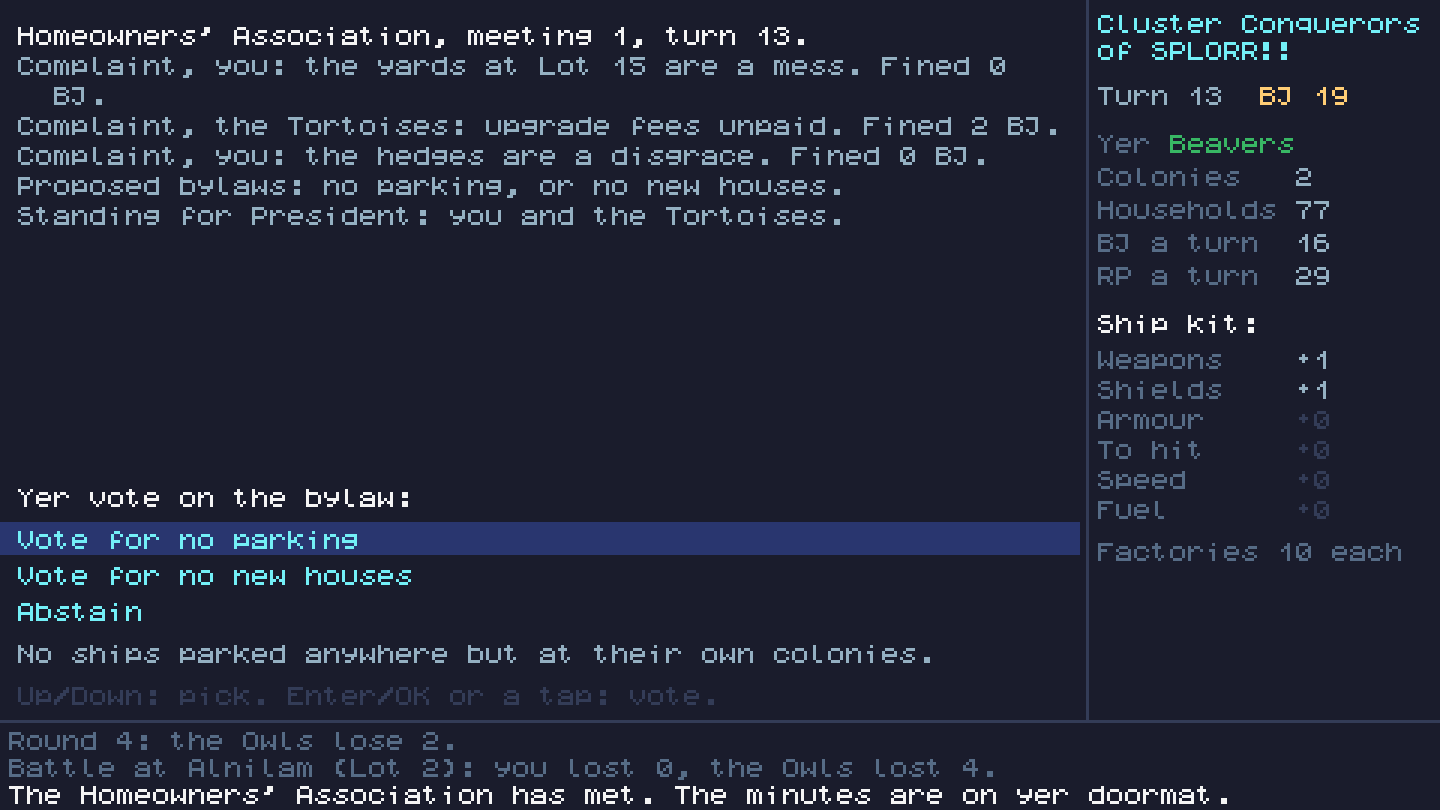 Homeowners' Association, meeting 1, turn 13.
Complaint, you: the yards at Lot 15 are a mess. Fined 0
BJ.
Complaint, the Tortoises: upgrade fees unpaid. Fined 2 BJ.
Complaint, you: the hedges are a disgrace. Fined 0 BJ.
Proposed bylaws: no parking, or no new houses.
Standing for President: you and the Tortoises.
Yer vote on the bylaw:
Vote for no parking
Vote for no new houses
Abstain
No ships parked anywhere but at their own colonies.
Up/Down: pick. Enter/OK or a tap: vote.
Cluster Conquerors
of SPLORR!!
Turn 13 BJ 19
Yer Beavers
Colonies 2
Households 77
BJ a turn 16
RP a turn 29
Ship kit:
Weapons +1
Shields +1
Armour +0
To hit +0
Speed +0
Fuel +0
Factories 10 each
Round 4: the Owls lose 2.
Battle at Alnilam (Lot 2): you lost 0, the Owls lost 4.
The Homeowners' Association has met. The minutes are on yer doormat.